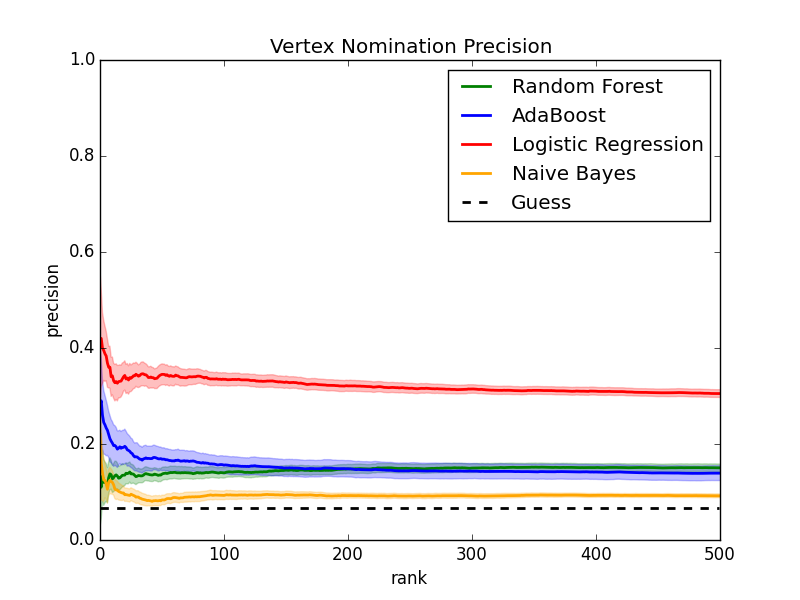 Vertex Nomination Precision
1.0
0.8
0.6
0.4
0.2
0.0
precision
Random Forest
AdaBoost
Logistic Regression
Naive Bayes
Guess
0 100 200 300 400 500
rank